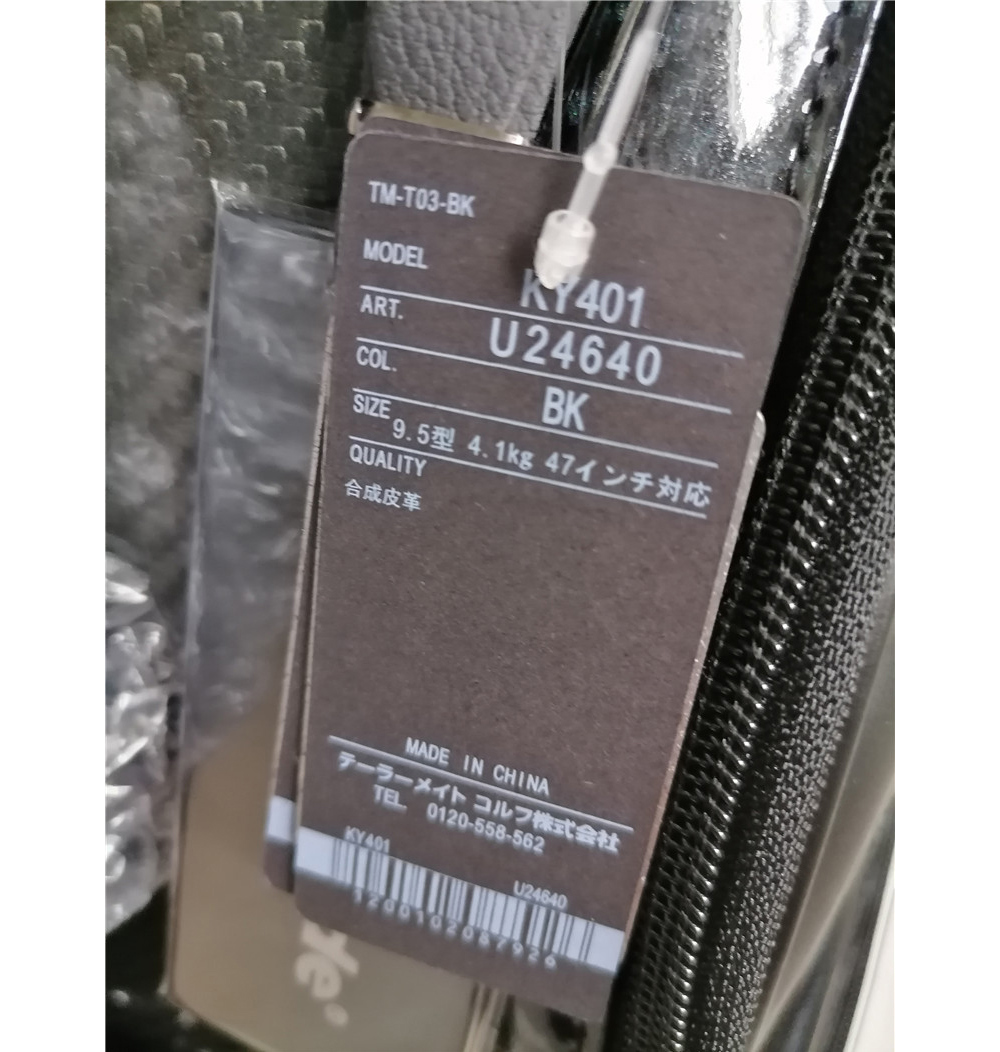 TM-T03-BK
MODEL KY401
ART. U24640
COL. BK
SIZE 9.5型 4.1kg 47インチ対応
QUALITY
合成皮革
MADE IN CHINA
テーラーメイト コルフ株式会社
TEL 0120-558-562
KY401 U24640
1200102087926
de®